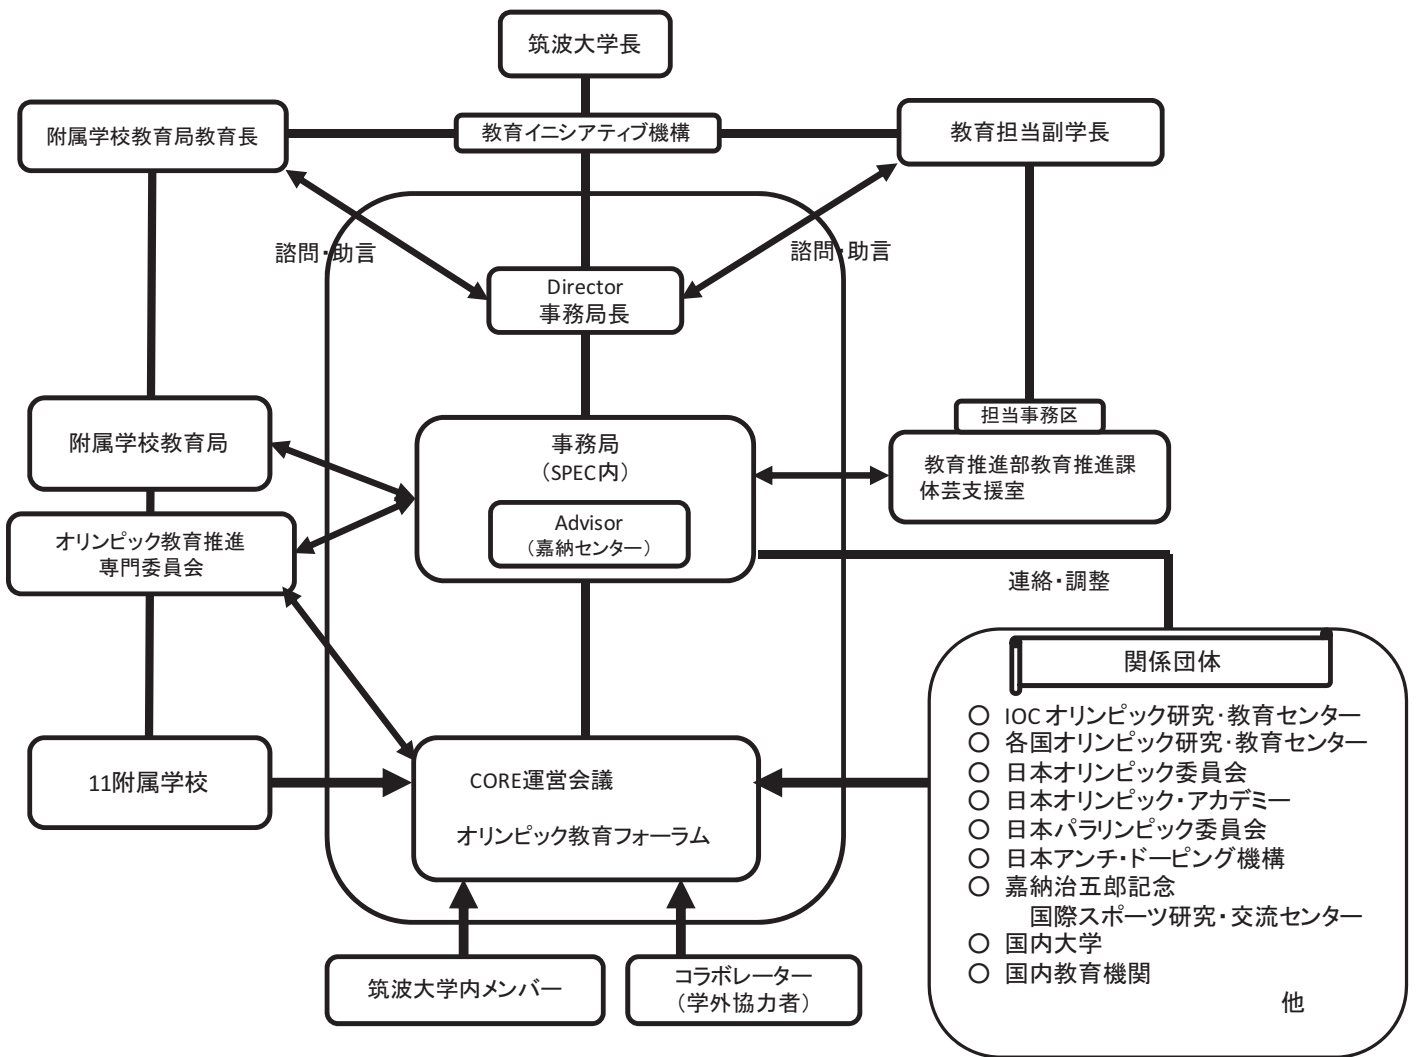 筑波大学長
附属学校教育局教育長
教育イニシアティブ機構
教育担当副学長
諮問・助言
諮問・助言
Director
事務局長
附属学校教育局
事務局
（SPEC内）
Advisor
（嘉納センター）
担当事務区
教育推進部教育推進課
体芸支援室
オリンピック教育推進
専門委員会
連絡・調整
11附属学校
CORE運営会議
オリンピック教育フォーラム
関係団体
○ IOCオリンピック研究・教育センター
○ 各国オリンピック研究・教育センター
○ 日本オリンピック委員会
○ 日本オリンピック・アカデミー
○ 日本パラリンピック委員会
○ 日本アンチ・ドーピング機構
○ 嘉納治五郎記念
国際スポーツ研究・交流センター
○ 国内大学
○ 国内教育機関
他
筑波大学内メンバー
コラボレーター
（学外協力者）